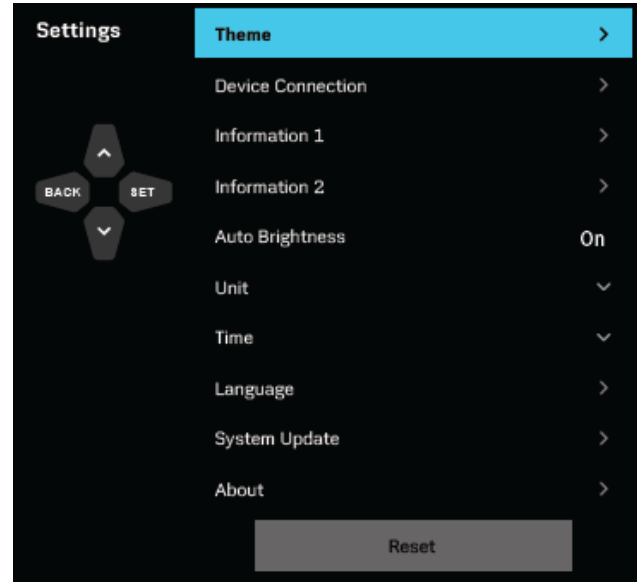 Settings
Theme
Device Connection
Information 1
Information 2
BACK
SET
Auto Brightness On
Unit
Time
Language
System Update
About
Reset